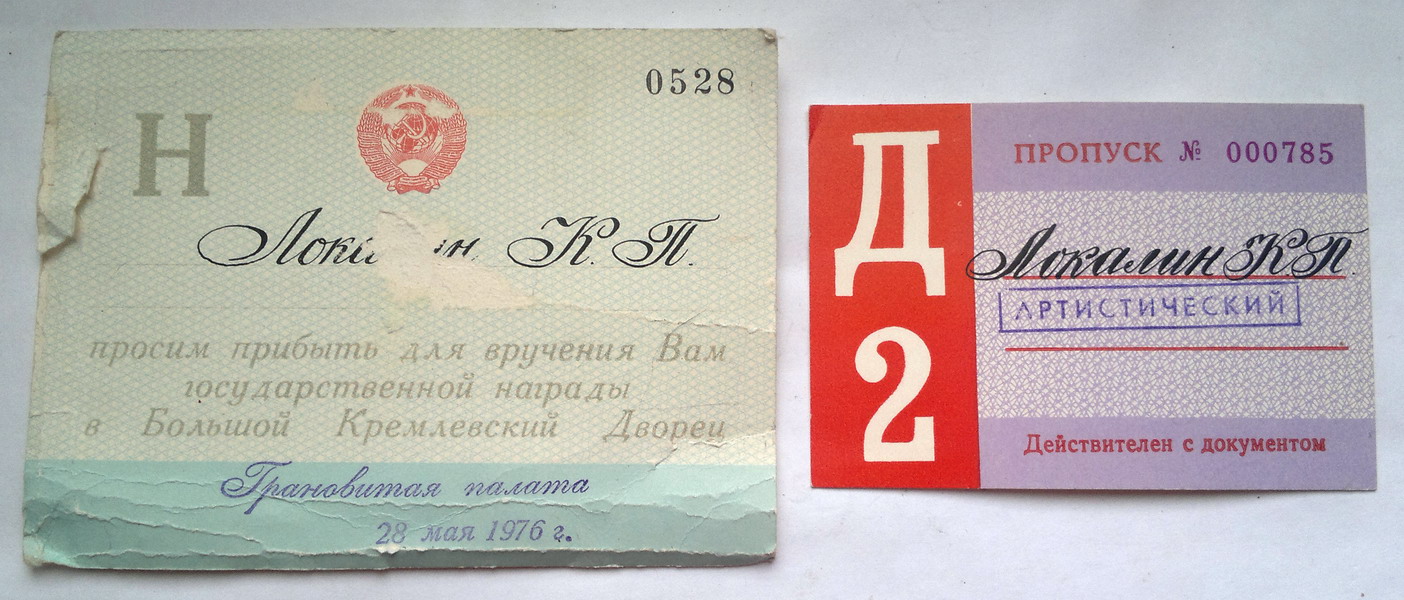 0528
Н
К. П.
просим прибыть для вручения Вам
государственной награды
в Большой Кремлевский Дворец
Грановитая палата
28 мая 1976 г.
Д
2
ПРОПУСК № 000785
Локалин К П.
АРТИСТИЧЕСКИЙ
Действителен с документом